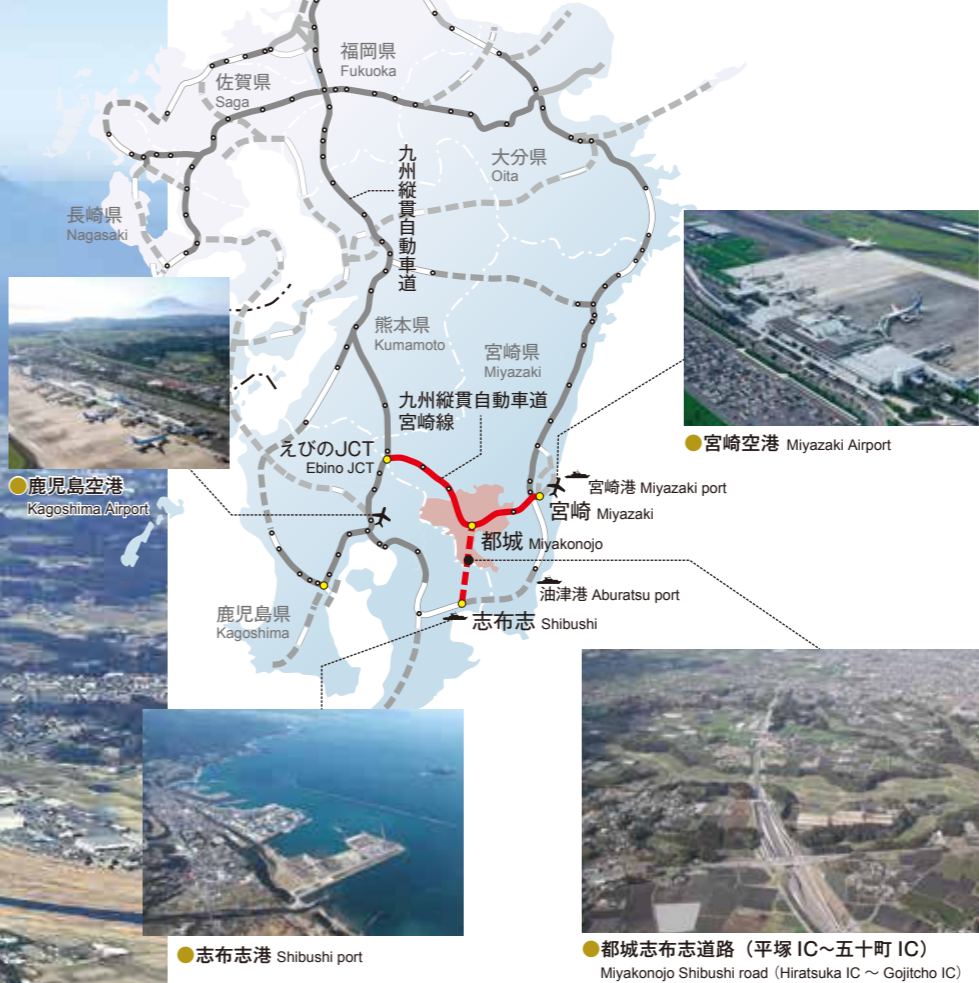 福岡県
Fukuoka
佐賀県
Saga
九州縦貫自動車道
大分県
Oita
長崎県
Nagasaki
熊本県
Kumamoto
宮崎県
Miyazaki
九州縦貫自動車道
宮崎線
えびのJCT
Ebino JCT
宮崎空港 Miyazaki Airport
鹿児島空港
Kagoshima Airport
宮崎港 Miyazaki port
宮崎 Miyazaki
都城 Miyakonojo
油津港 Aburatsu port
鹿児島県
Kagoshima
志布志 Shibushi
志布志港 Shibushi port
都城志布志道路（平塚 IC～五十町 IC）
Miyakonojo Shibushi road（Hiratsuka IC ～ Gojitcho IC）